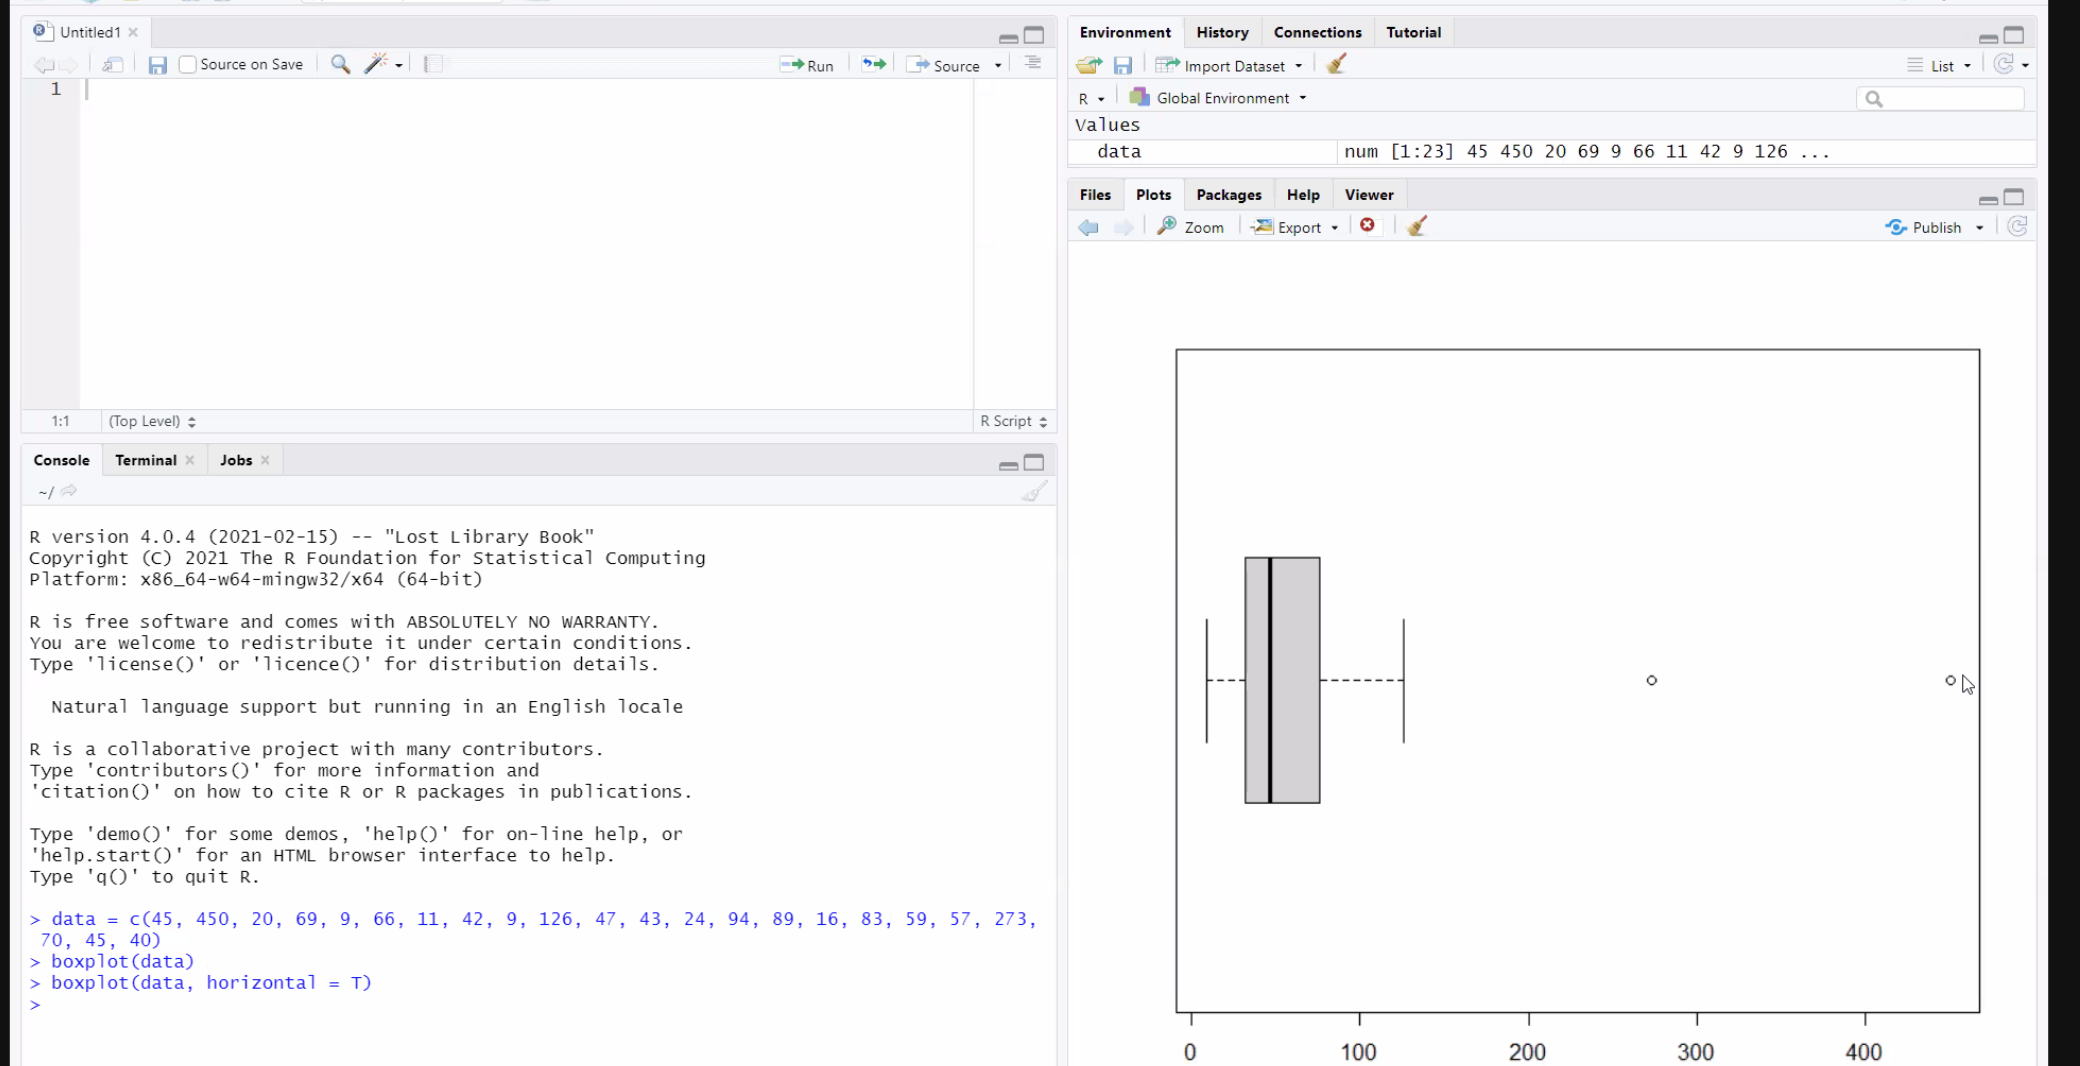 Untitled1
Source on Save
Run
Source
1
1:1
(Top Level)
R Script
Console
Terminal
Jobs
~/
R version 4.0.4 (2021-02-15) -- "Lost Library Book"
Copyright (C) 2021 The R Foundation for Statistical Computing
Platform: x86_64-w64-mingw32/x64 (64-bit)
R is free software and comes with ABSOLUTELY NO WARRANTY.
You are welcome to redistribute it under certain conditions.
Type 'license()' or 'licence()' for distribution details.
Natural language support but running in an English locale
R is a collaborative project with many contributors.
Type 'contributors()' for more information and
'citation()' on how to cite R or R packages in publications.
Type 'demo()' for some demos, 'help()' for on-line help, or
'help.start()' for an HTML browser interface to help.
Type 'q()' to quit R.
> data = c(45, 450, 20, 69, 9, 66, 11, 42, 9, 126, 47, 43, 24, 94, 89, 16, 83, 59, 57, 273,
70, 45, 40)
> boxplot(data)
> boxplot(data, horizontal = T)
>
Environment
History
Connections
Tutorial
Import Dataset
List
R
Global Environment
Values
data num [1:23] 45 450 20 69 9 66 11 42 9 126 ...
Files
Plots
Packages
Help
Viewer
Zoom
Export
Publish
0 100 200 300 400